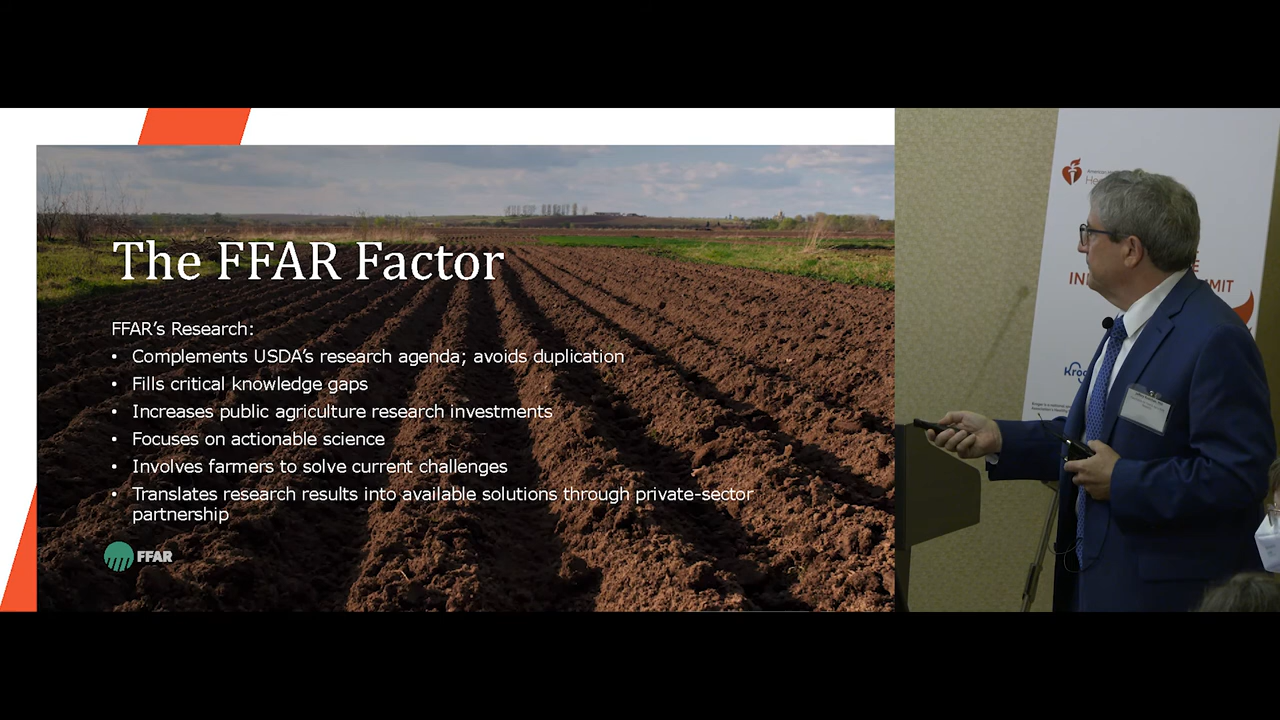 The FFAR Factor
FFAR's Research:
• Complements USDA's research agenda; avoids duplication
• Fills critical knowledge gaps
• Increases public agriculture research investments
• Focuses on actionable science
• Involves farmers to solve current challenges
• Translates research results into available solutions through private-sector
partnership
FFAR